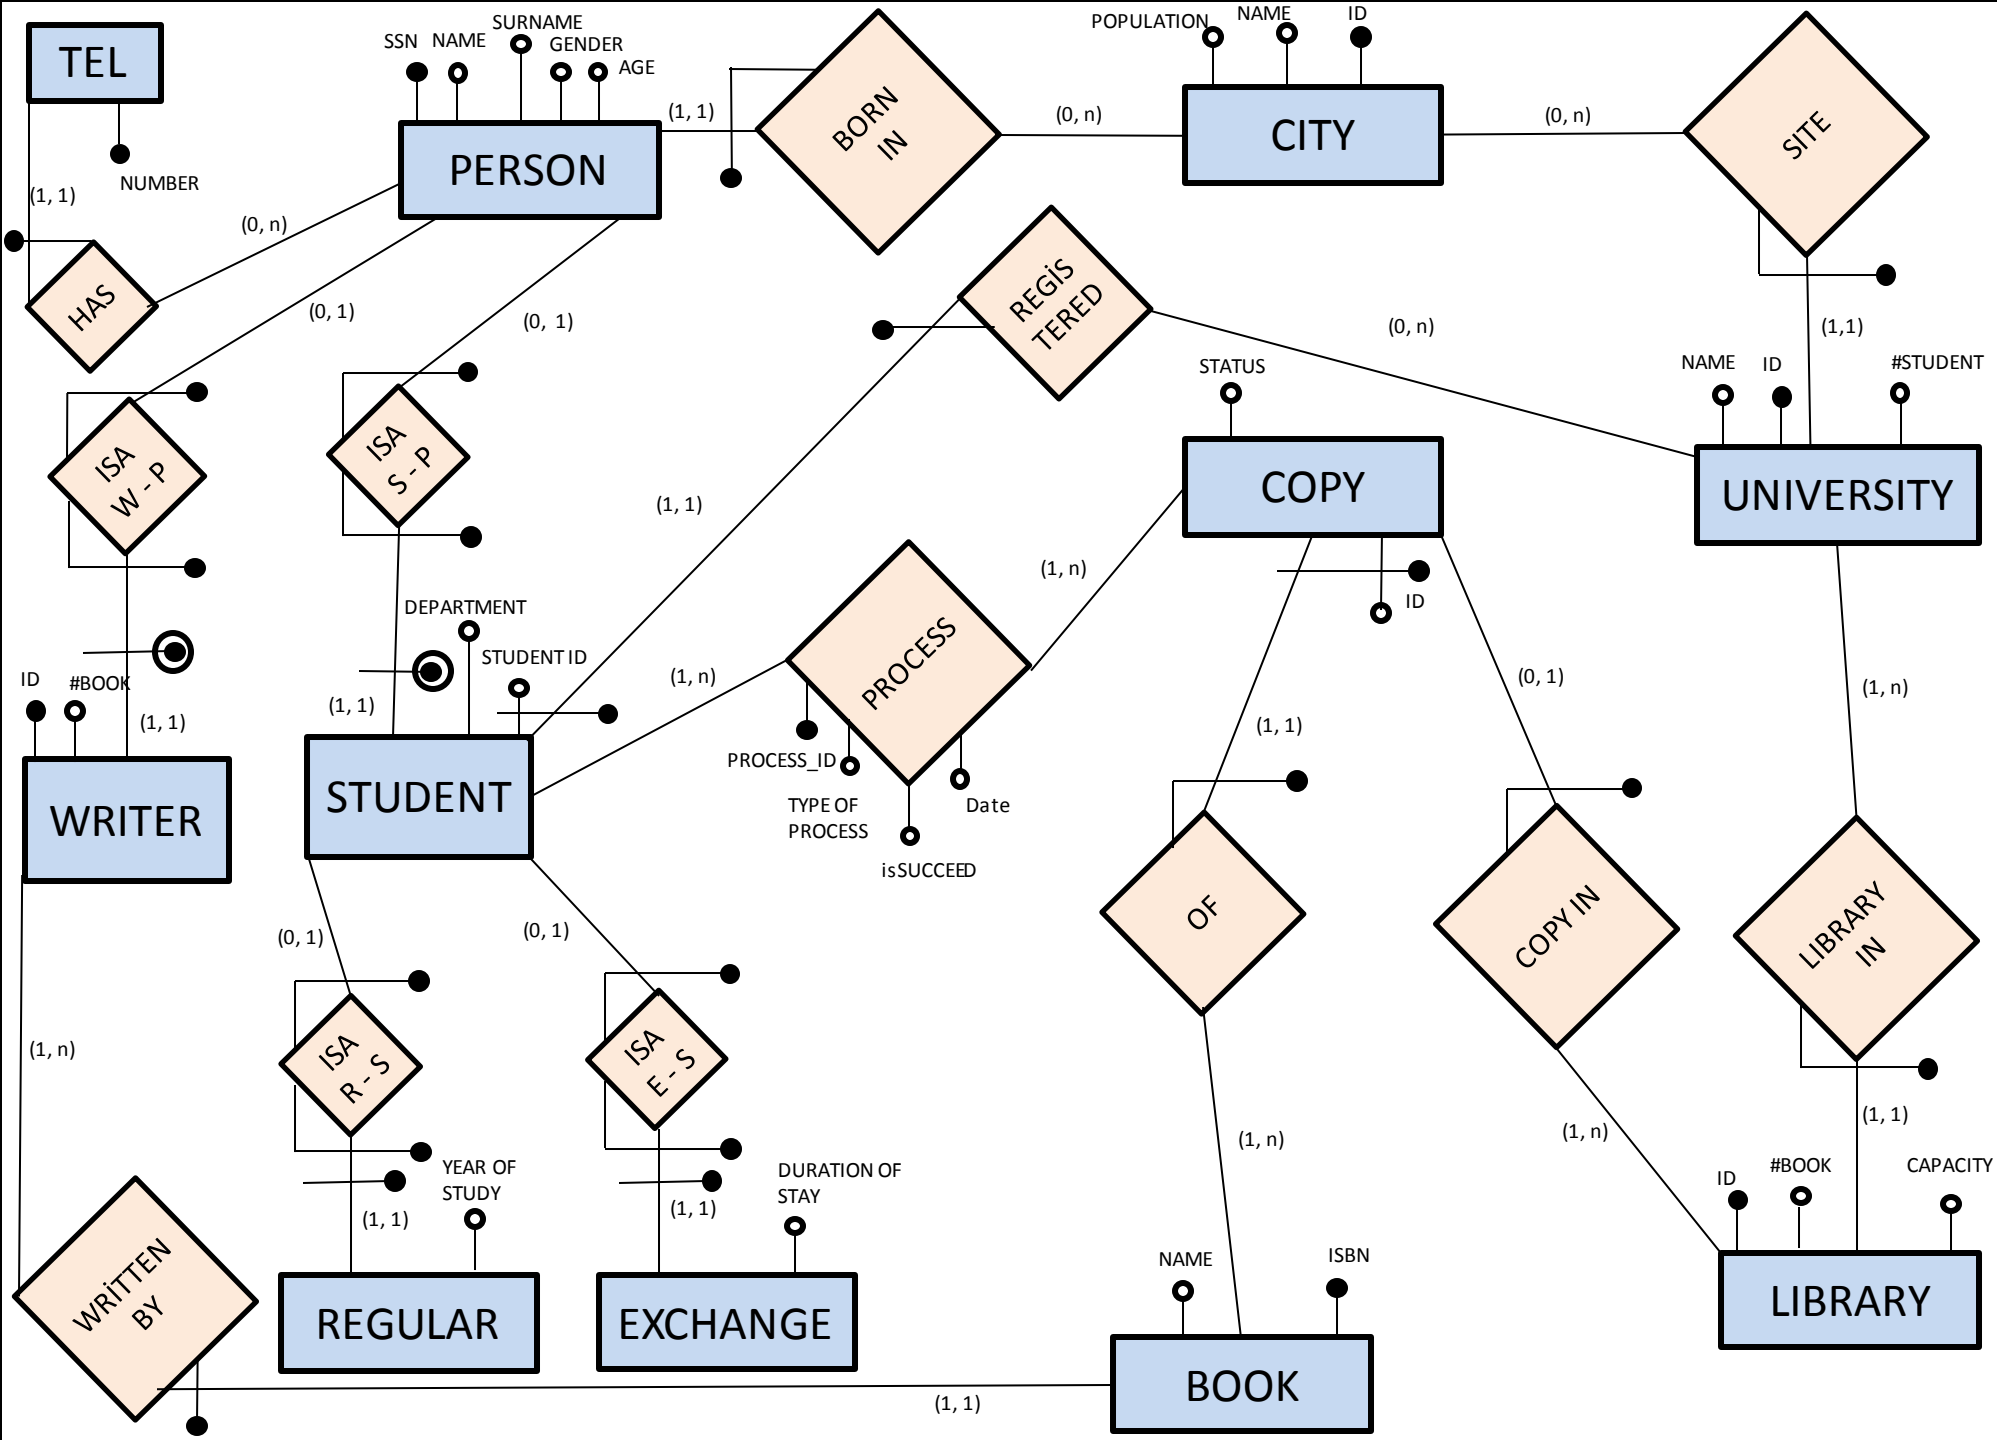 TEL
NUMBER
(1, 1)
HAS
(0, n)
SSN
NAME
SURNAME
GENDER
AGE
PERSON
(1, 1)
BORN
IN
(0, n)
POPULATION
NAME
ID
CITY
(0, n)
SITE
(1,1)
(0, 1)
(0, 1)
REGİS
TERED
(0, n)
(1, 1)
NAME
ID
#STUDENT
UNIVERSITY
STATUS
COPY
ID
ISA
W - P
ISA
S - P
(1, n)
PROCESS
(1, n)
PROCESS_ID
TYPE OF
PROCESS
isSUCCEED
Date
DEPARTMENT
STUDENT ID
(1, 1)
STUDENT
ID
#BOOK
(1, 1)
WRITER
(1, 1)
(0, 1)
(1, n)
OF
COPY IN
LIBRARY
IN
(0, 1)
(0, 1)
ISA
R - S
ISA
E - S
(1, n)
(1, n)
(1, n)
(1, 1)
YEAR OF
STUDY
(1, 1)
DURATION OF
STAY
(1, 1)
ID
#BOOK
CAPACITY
LIBRARY
WRİTTEN
BY
REGULAR
EXCHANGE
NAME
ISBN
BOOK
(1, 1)